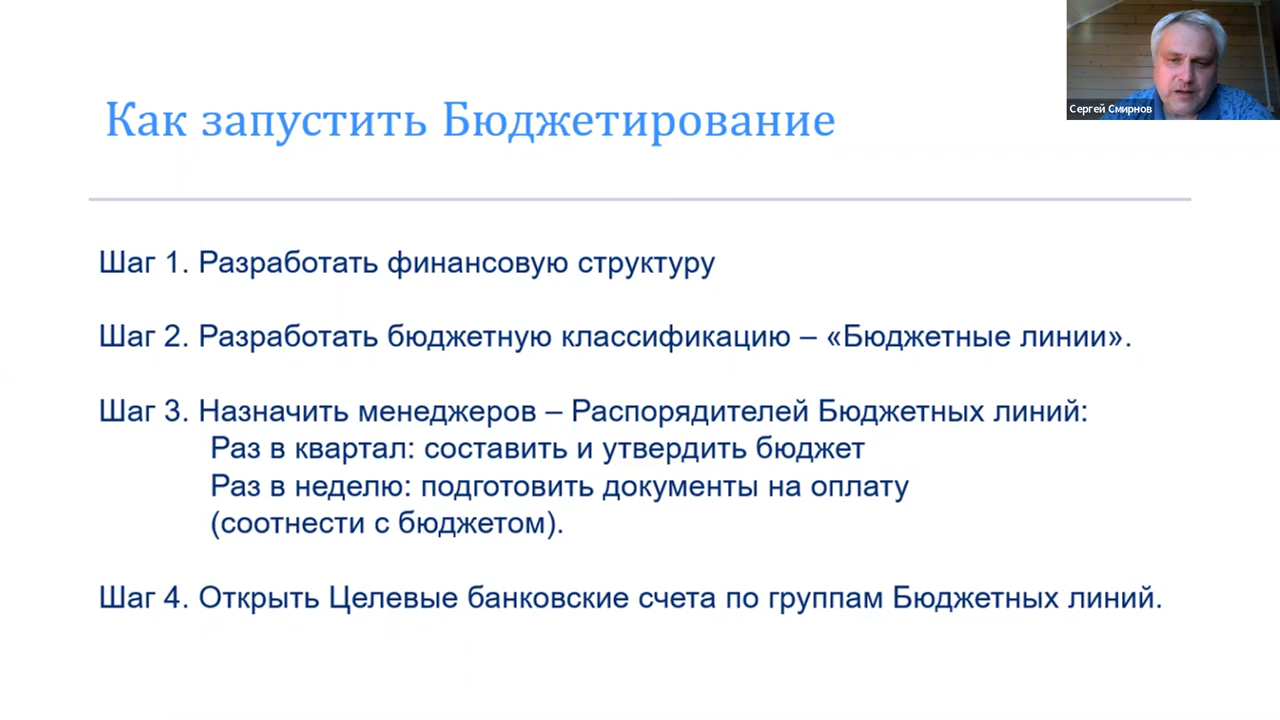 Как запустить Бюджетирование
Сергей Смирнов
Шаг 1. Разработать финансовую структуру
Шаг 2. Разработать бюджетную классификацию – «Бюджетные линии».
Шаг 3. Назначить менеджеров – Распорядителей Бюджетных линий:
Раз в квартал: составить и утвердить бюджет
Раз в неделю: подготовить документы на оплату
(соотнести с бюджетом).
Шаг 4. Открыть Целевые банковские счета по группам Бюджетных линий.